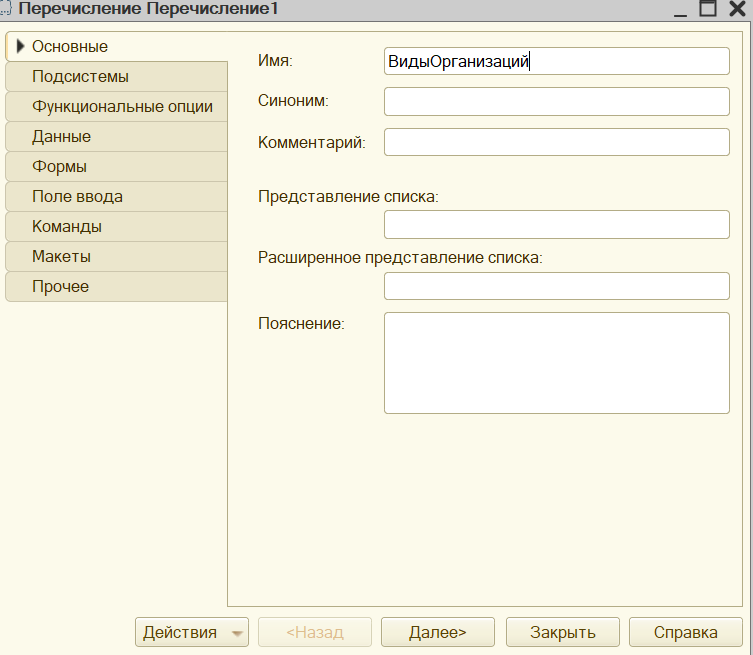 Перечисление Перечисление1
Основные
Подсистемы
Функциональные опции
Данные
Формы
Поле ввода
Команды
Макеты
Прочее
Имя: ВидыОрганизаций
Синоним:
Комментарий:
Представление списка:
Расширенное представление списка:
Пояснение:
Действия <Назад Далее> Закрыть Справка